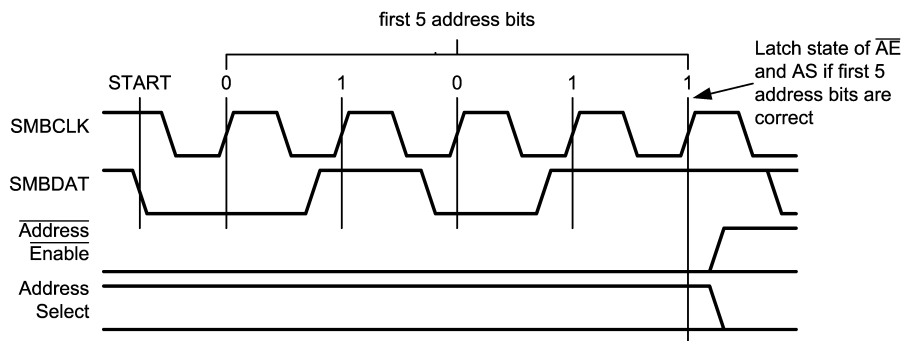 first 5 address bits
Latch state of AE
and AS if first 5
address bits are
correct
START 0 1 0 1 1
SMBCLK
SMBDAT
Address
Enable
Address
Select